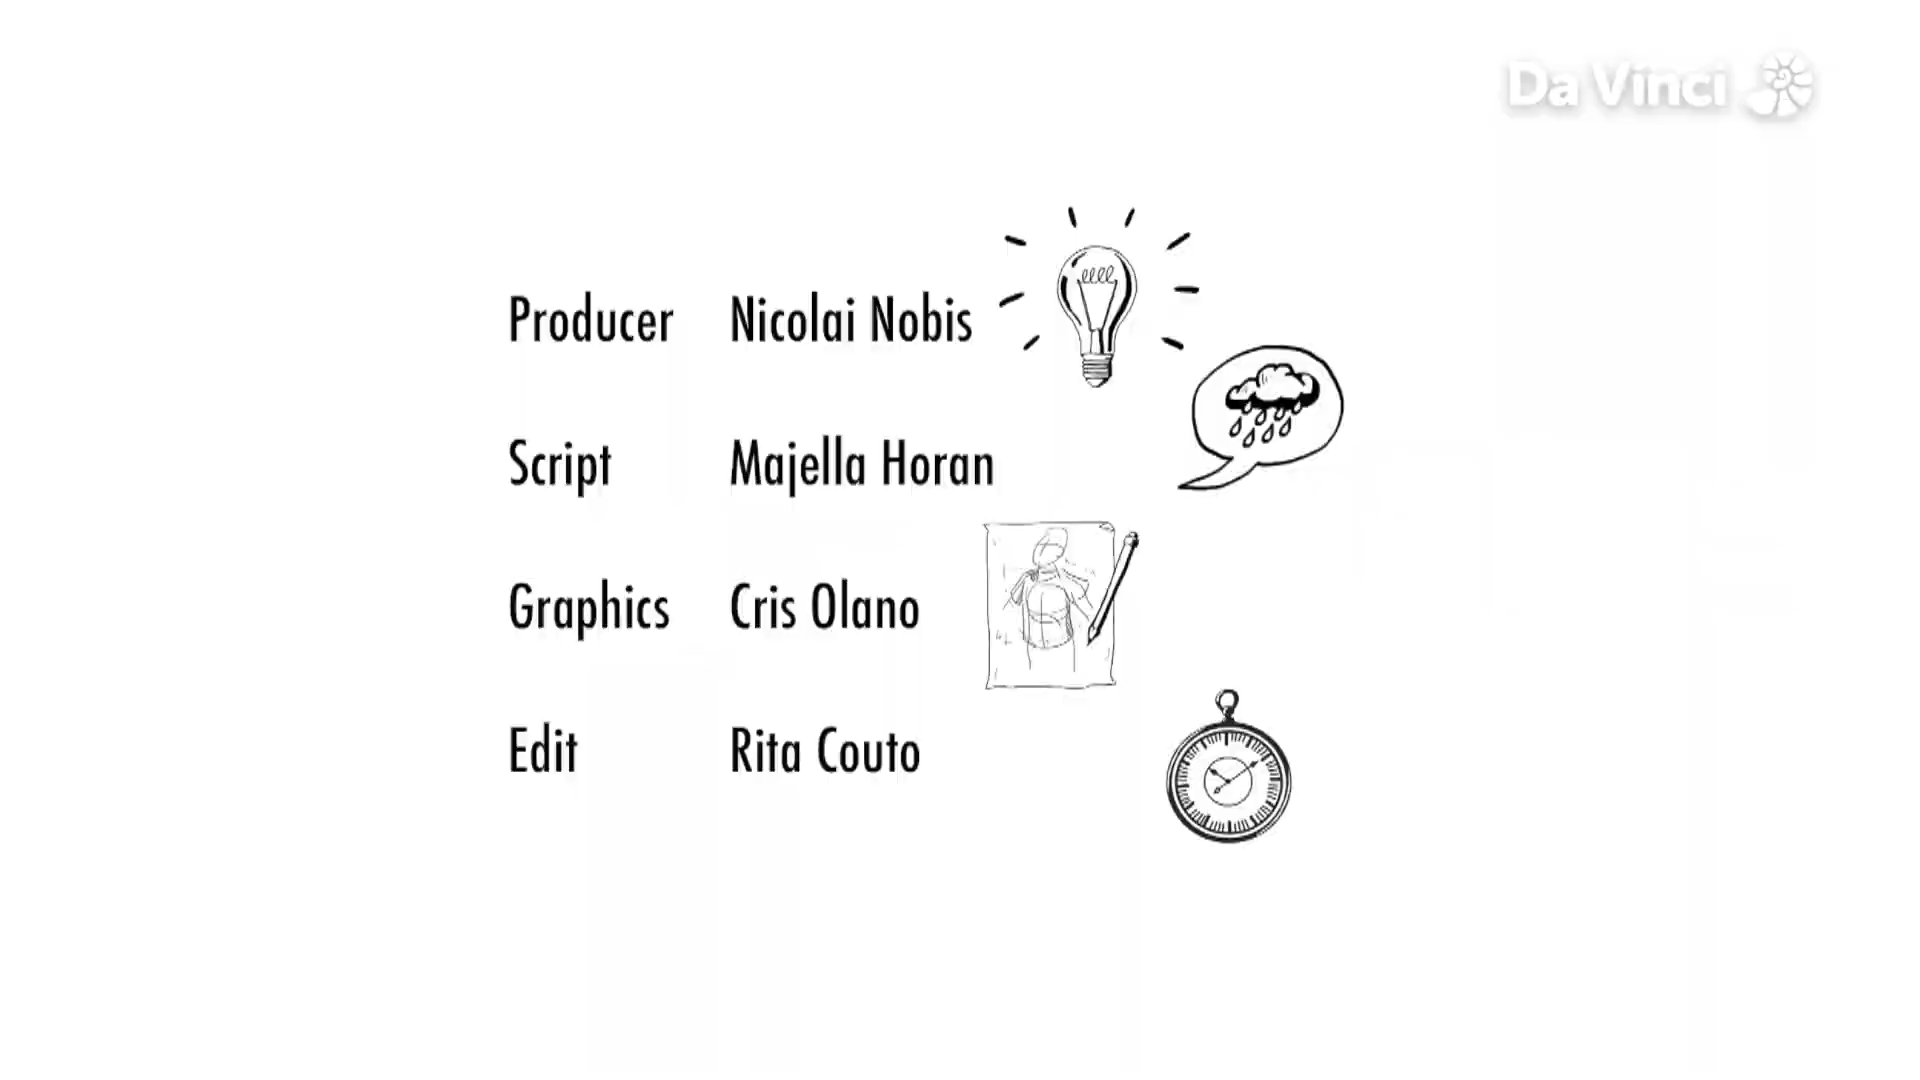 Da Vinci
Producer Nicolai Nobis
Script Majella Horan
Graphics Cris Olano
Edit Rita Couto